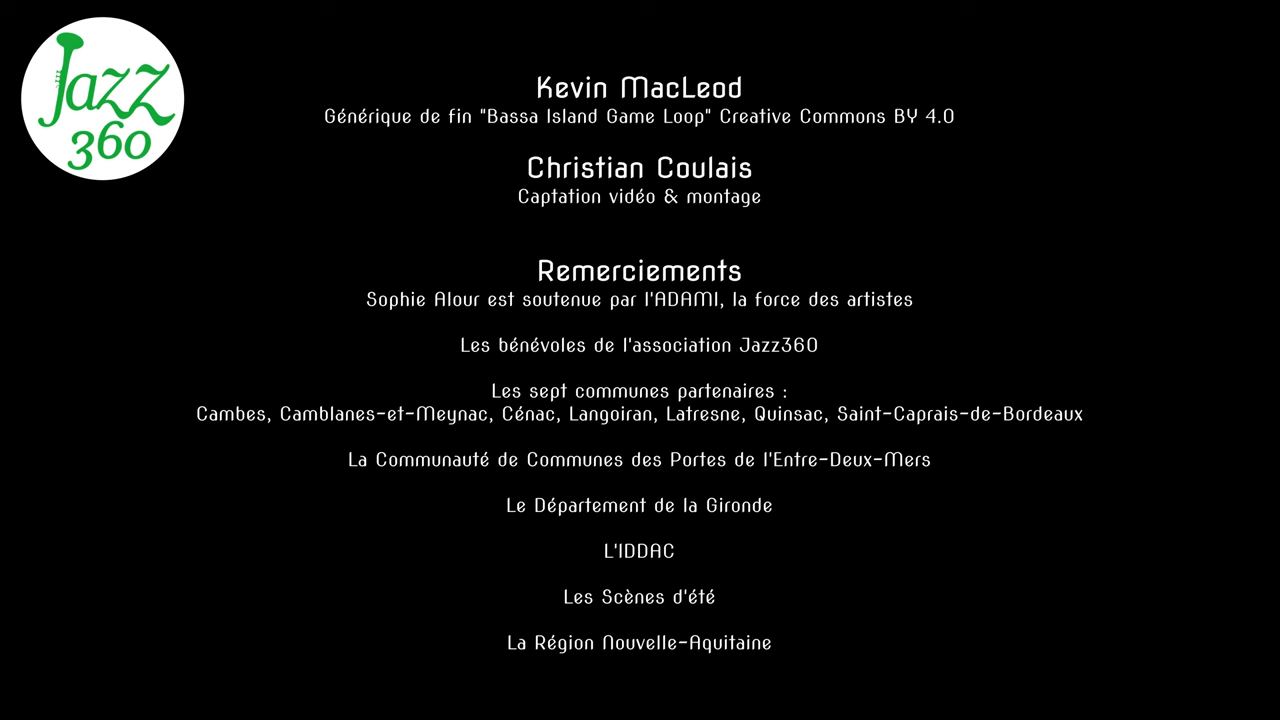 Jazz
360
Kevin MacLeod
Générique de fin "Bassa Island Game Loop" Creative Commons BY 4.0
Christian Coulais
Captation vidéo & montage
Remerciements
Sophie Alour est soutenue par l'ADAMI, la force des artistes
Les bénévoles de l'association Jazz360
Les sept communes partenaires :
Cambes, Camblanes-et-Meynac, Cénac, Langoiran, Latresne, Quinsac, Saint-Caprais-de-Bordeaux
La Communauté de Communes des Portes de l'Entre-Deux-Mers
Le Département de la Gironde
L'IDDAC
Les Scènes d'été
La Région Nouvelle-Aquitaine